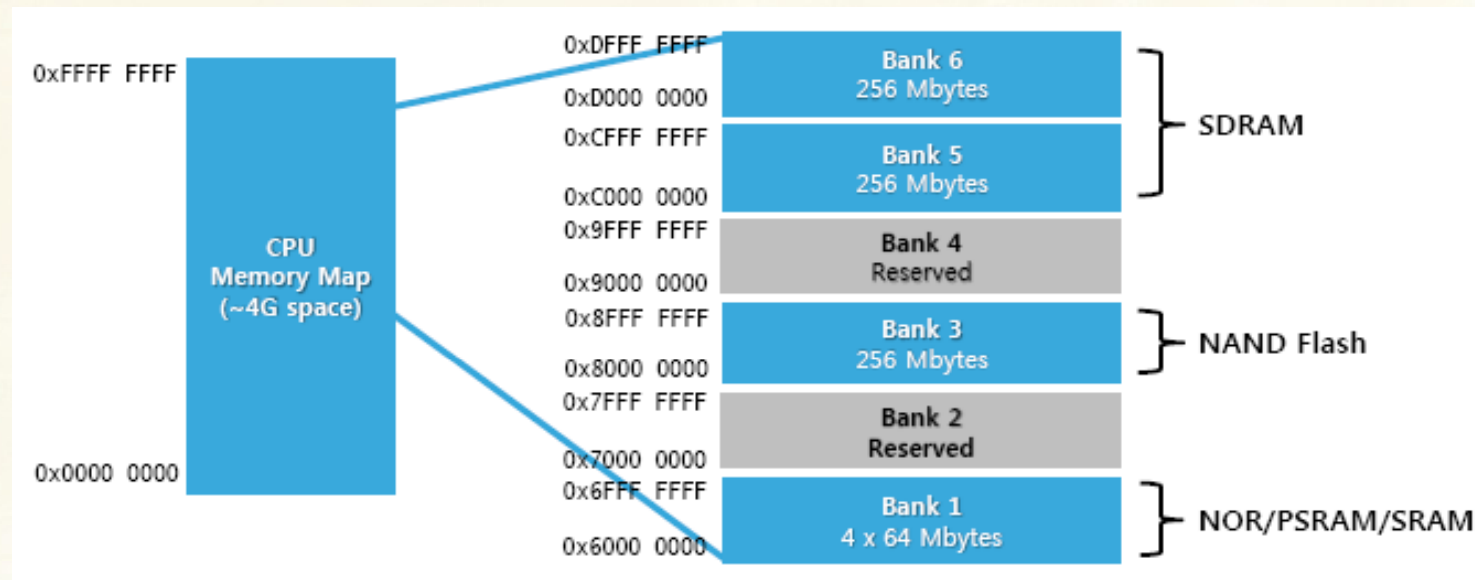 0xFFFF FFFF
CPU
Memory Map
(~4G space)
0x0000 0000
0xDFFF FFFF
0xD000 0000
0xCFFF FFFF
0xC000 0000
0x9FFF FFFF
0x9000 0000
0x8FFF FFFF
0x8000 0000
0x7FFF FFFF
0x7000 0000
0x6FFF FFFF
0x6000 0000
Bank 6
256 Mbytes
Bank 5
256 Mbytes
Bank 4
Reserved
Bank 3
256 Mbytes
Bank 2
Reserved
Bank 1
4 x 64 Mbytes
SDRAM
NAND Flash
NOR/PSRAM/SRAM